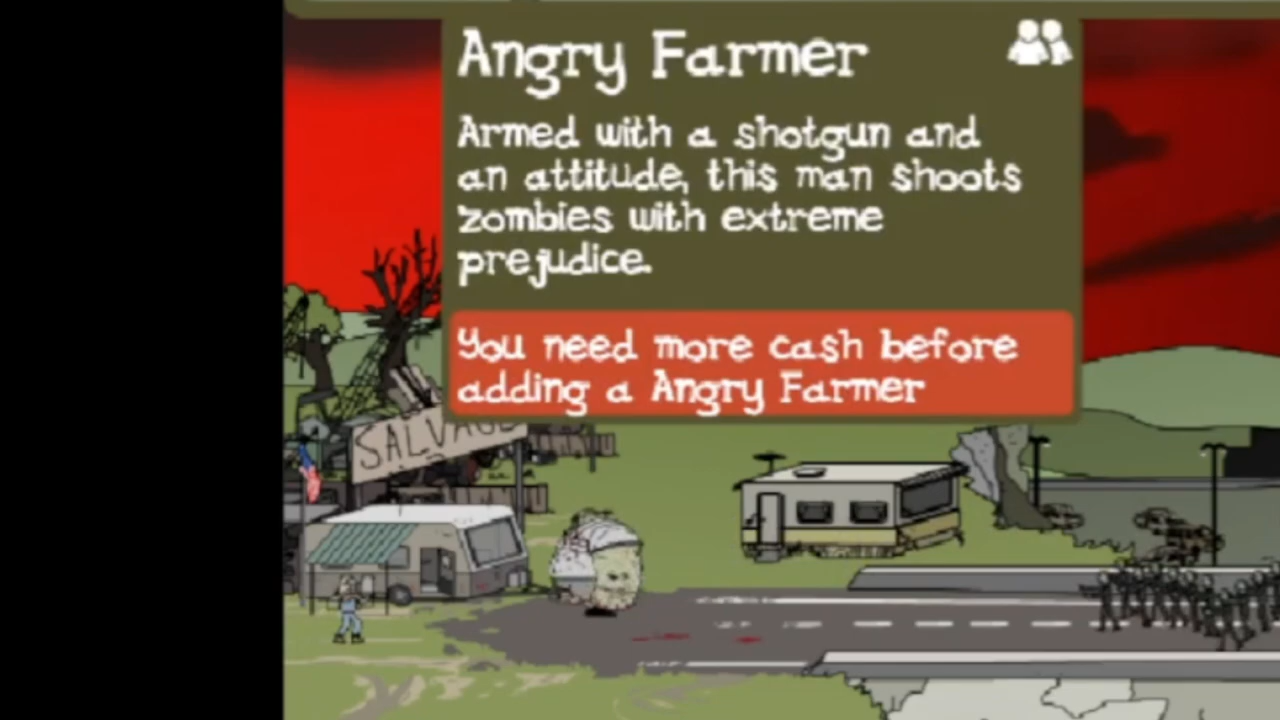 Angry Farmer
Armed with a shotgun and
an attitude, this man shoots
zombies with extreme
prejudice.
You need more cash before
adding a Angry Farmer
SALVAGE